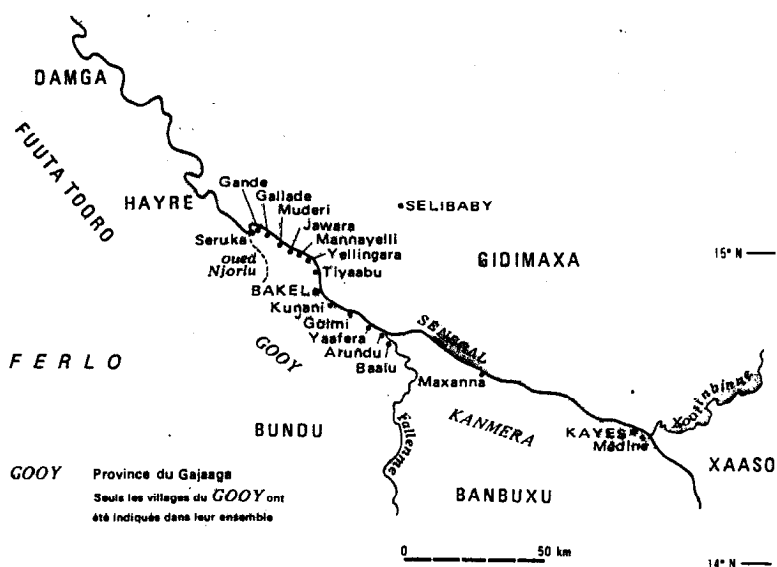 DAMGA
FUUTA TOORO
HAYRE
Gande
Gallade
Muderi
Jawara
Mannayelli
Yellingara
Seruka
Tiyaabu
oued
Njorlu
BAKEL
Kunani
Golmi
Yaafera
Arundu
Baalu
SELIBABY
GIDIMAXA
15° N
SENEGAL
GOOY
FERLO
Maxanna
KANMERA
KAYES
Medine
XAASO
BUNDU
Fallenme
BANBUXU
GOOY Province du Gajaaga
Seuls les villages du GOOY ont
été indiqués dans leur ensemble
0 50 km
14° N